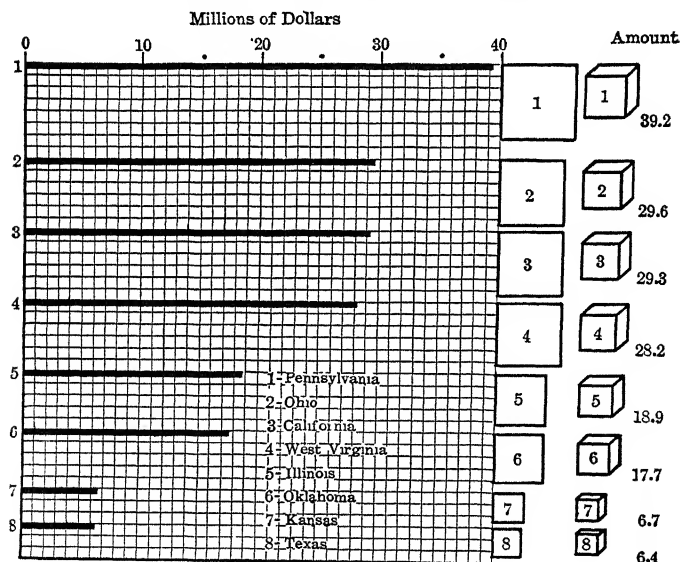 Millions of Dollars
0 10 20 30 40 Amount
1 1 1 39.2
2 2 2 29.6
3 3 3 29.3
4 4 4 28.2
5 5 5 18.9
1-Pennsylvania
2-Ohio
3-California
6 6 6 17.7
4-West Virginia
5-Illinois
7 7 7 6.7
6-Oklahoma
7-Kansas
8 8 8 6.4
8-Texas